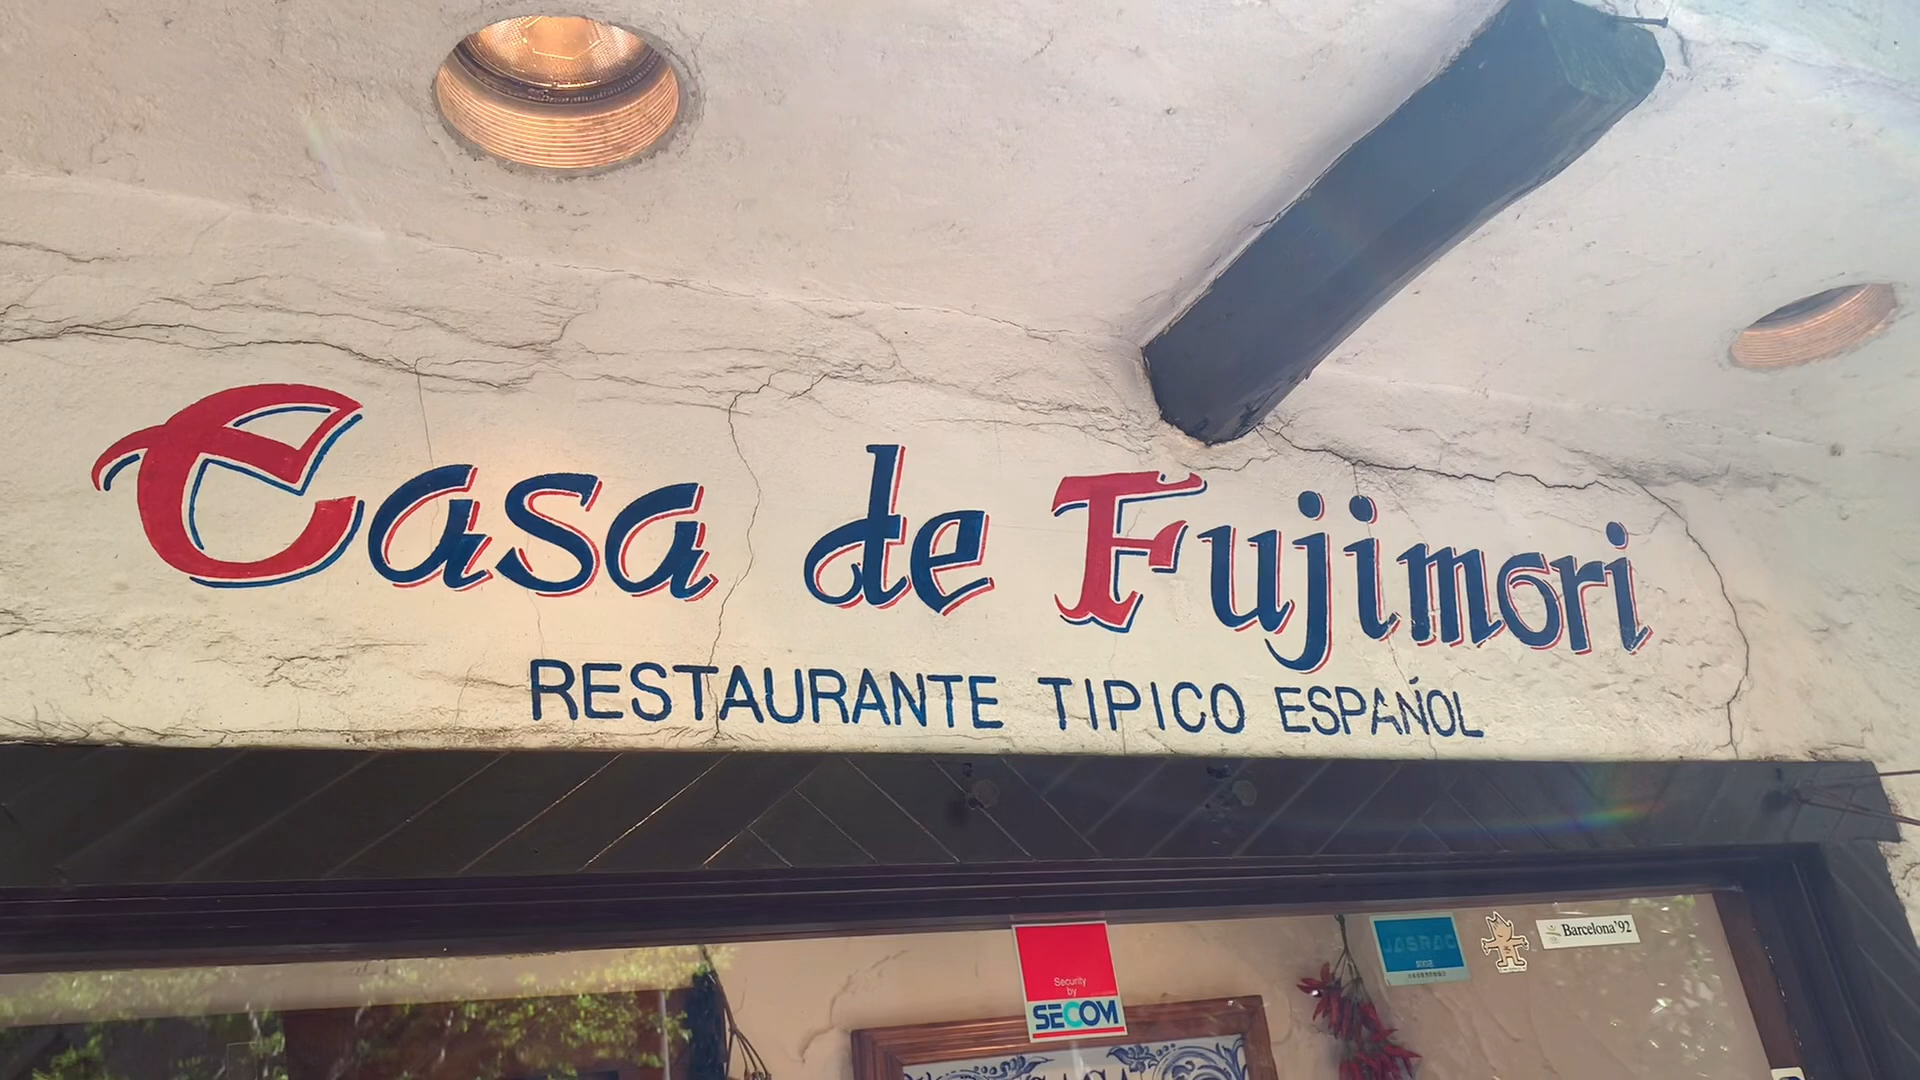 Casa de Fujimori
RESTAURANTE TIPICO ESPAÑOL
Security
by
SECOM
JASRAC
Barcelona'92